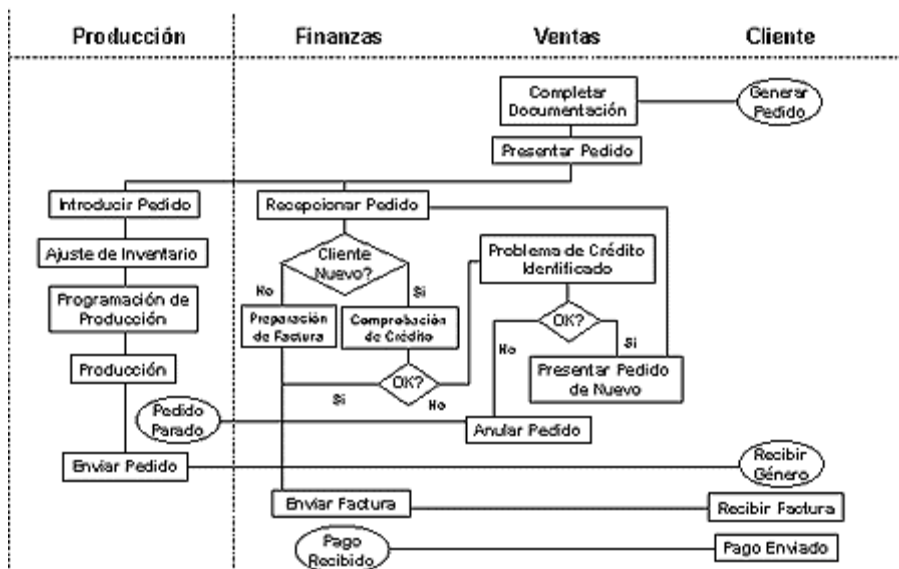 Producción
Finanzas
Ventas
Cliente
Completar
Documentación
Generar
Pedido
Presentar Pedido
Introducir Pedido
Recepcionar Pedido
Ajuste de Inventario
Cliente
Nuevo?
Problema de Crédito
Identificado
No
Si
Programación de
Producción
Preparación
de Factura
Comprobación
de Crédito
OK?
No
Si
Producción
OK?
Si
No
Presentar Pedido
de Nuevo
Pedido
Parado
Anular Pedido
Enviar Pedido
Recibir
Género
Enviar Factura
Recibir Factura
Pago
Recibido
Pago Enviado